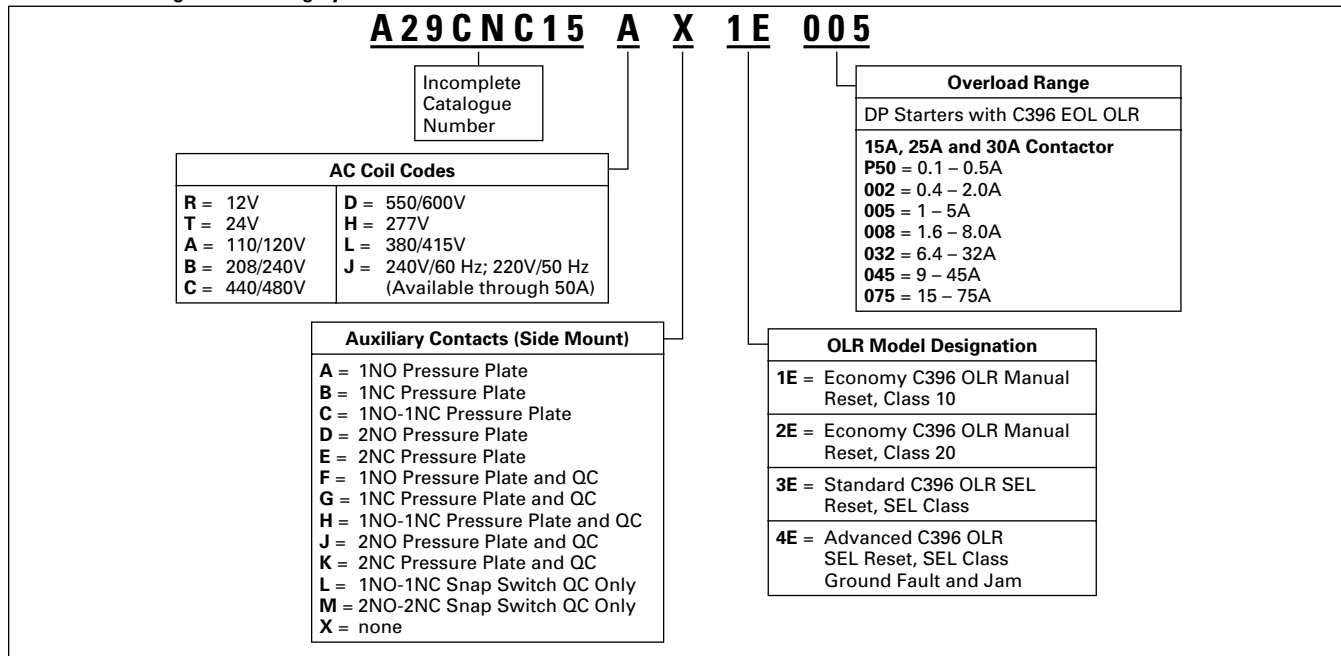 A29CNC15 A X 1E 005
Incomplete
Catalogue
Number
Overload Range
DP Starters with C396 EOL OLR
15A, 25A and 30A Contactor
P50 = 0.1 – 0.5A
002 = 0.4 – 2.0A
005 = 1 – 5A
008 = 1.6 – 8.0A
032 = 6.4 – 32A
045 = 9 – 45A
075 = 15 – 75A
AC Coil Codes
R = 12V
T = 24V
A = 110/120V
B = 208/240V
C = 440/480V
D = 550/600V
H = 277V
L = 380/415V
J = 240V/60 Hz; 220V/50 Hz
(Available through 50A)
Auxiliary Contacts (Side Mount)
A = 1NO Pressure Plate
B = 1NC Pressure Plate
C = 1NO-1NC Pressure Plate
D = 2NO Pressure Plate
E = 2NC Pressure Plate
F = 1NO Pressure Plate and QC
G = 1NC Pressure Plate and QC
H = 1NO-1NC Pressure Plate and QC
J = 2NO Pressure Plate and QC
K = 2NC Pressure Plate and QC
L = 1NO-1NC Snap Switch QC Only
M = 2NO-2NC Snap Switch QC Only
X = none
OLR Model Designation
1E = Economy C396 OLR Manual
Reset, Class 10
2E = Economy C396 OLR Manual
Reset, Class 20
3E = Standard C396 OLR SEL
Reset, SEL Class
4E = Advanced C396 OLR
SEL Reset, SEL Class
Ground Fault and Jam